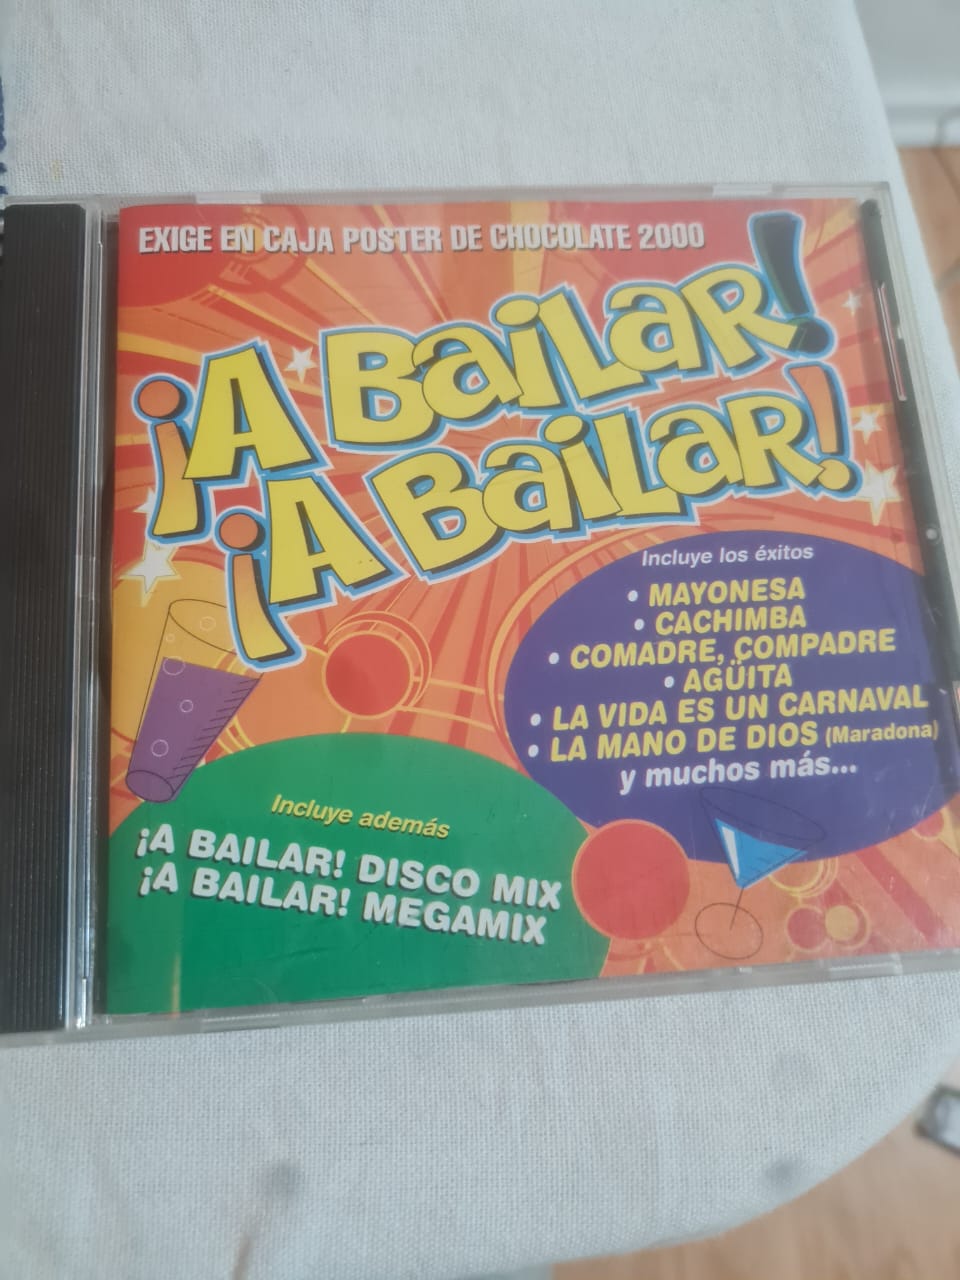 EXIGE EN CAJA POSTER DE CHOCOLATE 2000
¡A BaiLar!
¡A BaiLar!
Incluye los éxitos
• MAYONESA
• CACHIMBA
• COMADRE, COMPADRE
• AGÜITA
• LA VIDA ES UN CARNAVAL
• LA MANO DE DIOS (Maradona)
y muchos más...
Incluye además
¡A BAILAR! DISCO MIX
¡A BAILAR! MEGAMIX